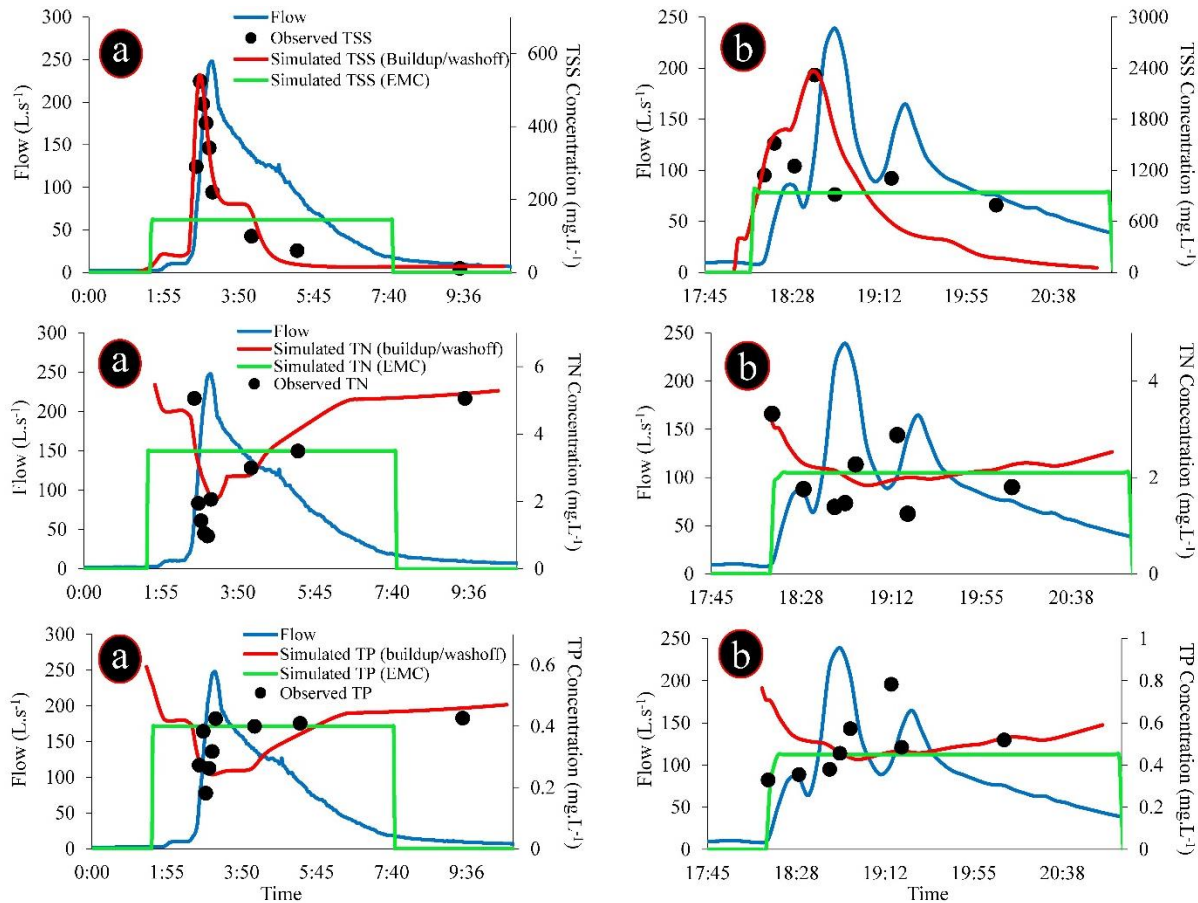 300
250
200
150
100
50
0
Flow (L.s-1)
a
Flow
Observed TSS
Simulated TSS (Buildup/washoff)
Simulated TSS (EMC)
600
400
200
0
TSS Concentration (mg.L-1)
0:00 1:55 3:50 5:45 7:40 9:36
250
200
150
100
50
0
Flow (L.s-1)
b
3000
2400
1800
1200
600
0
TSS Concentration (mg.L-1)
17:45 18:28 19:12 19:55 20:38
300
250
200
150
100
50
0
Flow (L.s-1)
a
Flow
Simulated TN (buildup/washoff)
Simulated TN (EMC)
Observed TN
6
4
2
0
TN Concentration (mg.L-1)
0:00 1:55 3:50 5:45 7:40 9:36
250
200
150
100
50
0
Flow (L.s-1)
b
4
2
0
TN Concentration (mg.L-1)
17:45 18:28 19:12 19:55 20:38
300
250
200
150
100
50
0
Flow (L.s-1)
a
Flow
Simulated TP (buildup/washoff)
Simulated TP (EMC)
Observed TP
0.6
0.4
0.2
0
TP Concentration (mg.L-1)
0:00 1:55 3:50 5:45 7:40 9:36
Time
250
200
150
100
50
0
Flow (L.s-1)
b
1
0.8
0.6
0.4
0.2
0
TP Concentration (mg.L-1)
17:45 18:28 19:12 19:55 20:38
Time